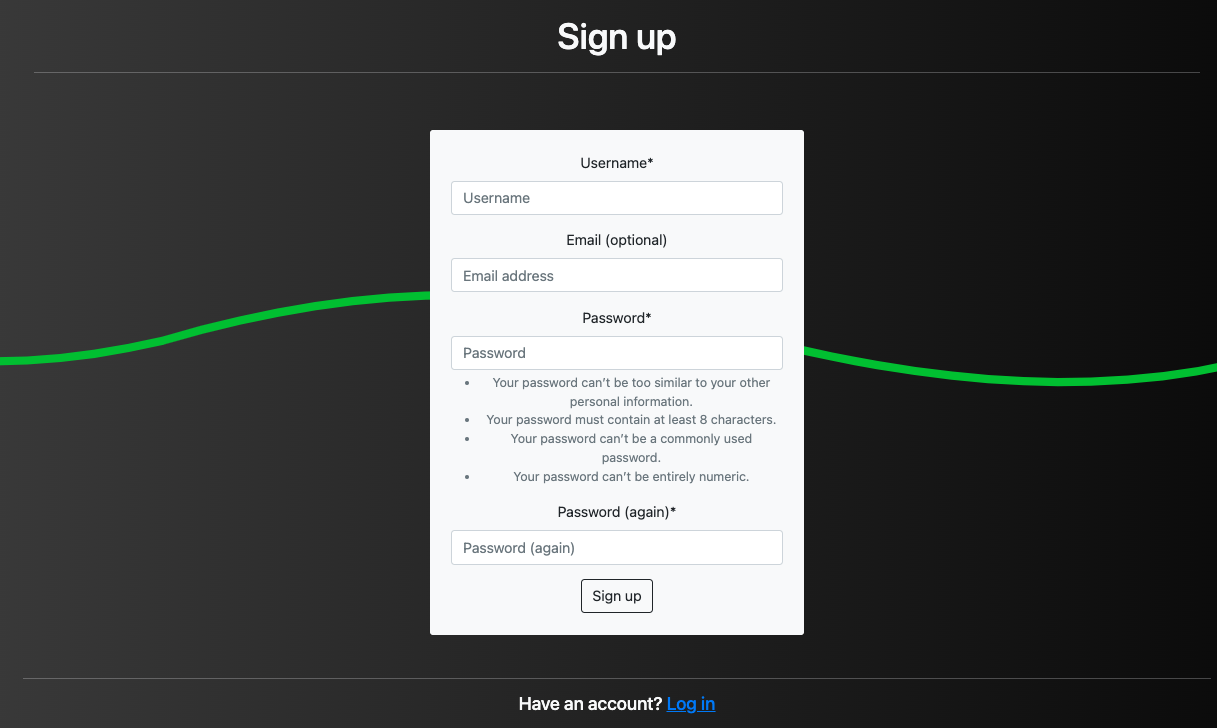 Sign up
Username*
Username
Email (optional)
Email address
Password*
Password
• Your password can’t be too similar to your other
personal information.
• Your password must contain at least 8 characters.
• Your password can’t be a commonly used
password.
• Your password can’t be entirely numeric.
Password (again)*
Password (again)
Sign up
Have an account? Log in